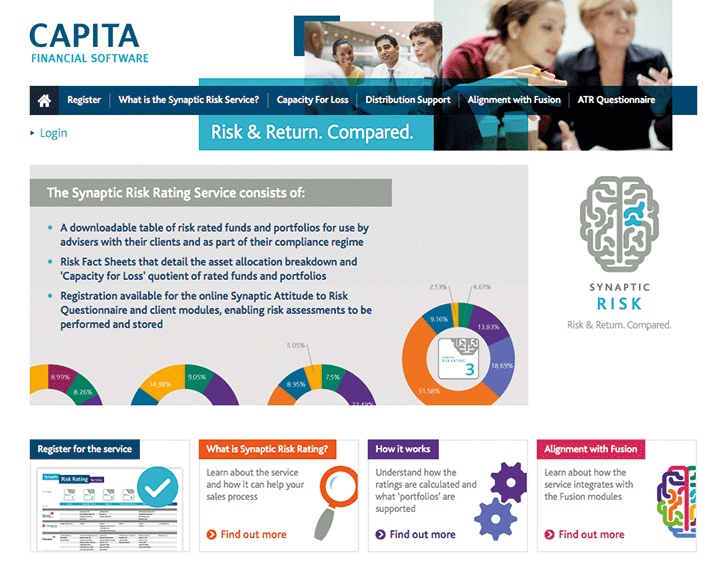 CAPITA
FINANCIAL SOFTWARE
Register
What is the Synaptic Risk Service?
Capacity For Loss
Distribution Support
Alignment with Fusion
ATR Questionnaire
Login
Risk & Return. Compared.
The Synaptic Risk Rating Service consists of:
A downloadable table of risk rated funds and portfolios for use by
advisers with their clients and as part of their compliance regime
Risk Fact Sheets that detail the asset allocation breakdown and
'Capacity for Loss' quotient of rated funds and portfolios
Registration available for the online Synaptic Attitude to Risk
Questionnaire and client modules, enabling risk assessments to be
performed and stored
2.13%
4.61%
9.16%
13.83%
18.69%
51.58%
RISK RATING
3
5.05%
8.99%
8.26%
14.98%
9.05%
8.95%
7.5%
SYNAPTIC
RISK
Risk & Return. Compared.
Register for the service
Synaptic Risk Rating Service
What is Synaptic Risk Rating?
Learn about the service
and how it can help your
sales process
Find out more
How it works
Understand how the
ratings are calculated and
what 'portfolios' are
supported
Find out more
Alignment with Fusion
Learn about how the
service integrates with
the Fusion modules
Find out more